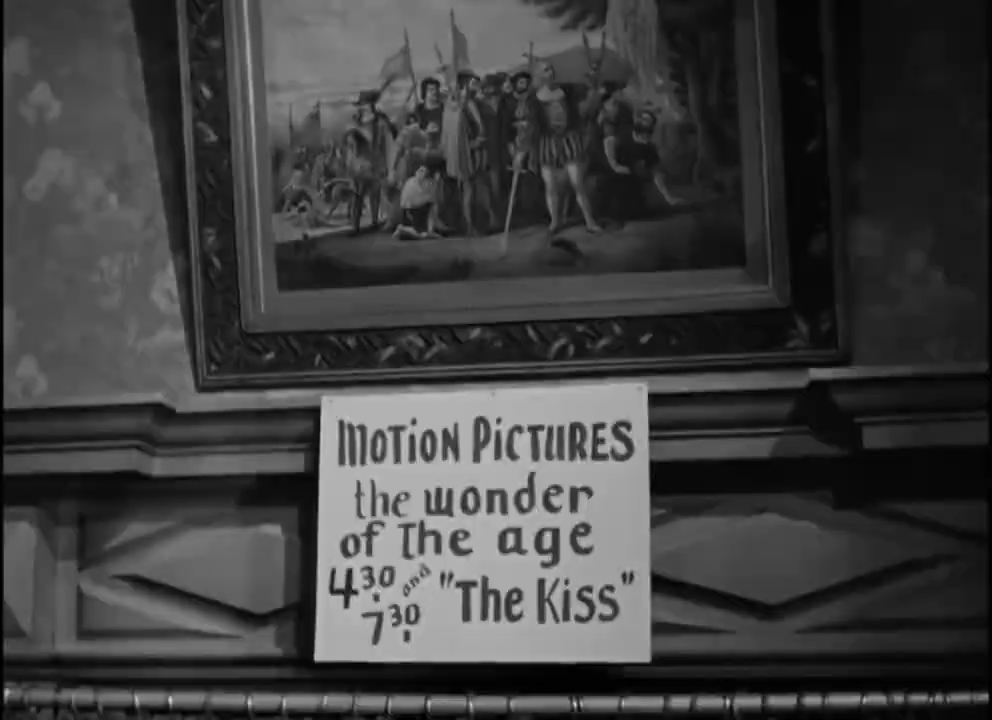 MOTION PICTURES
the wonder
of The age
4.30 and "The Kiss"
7.30